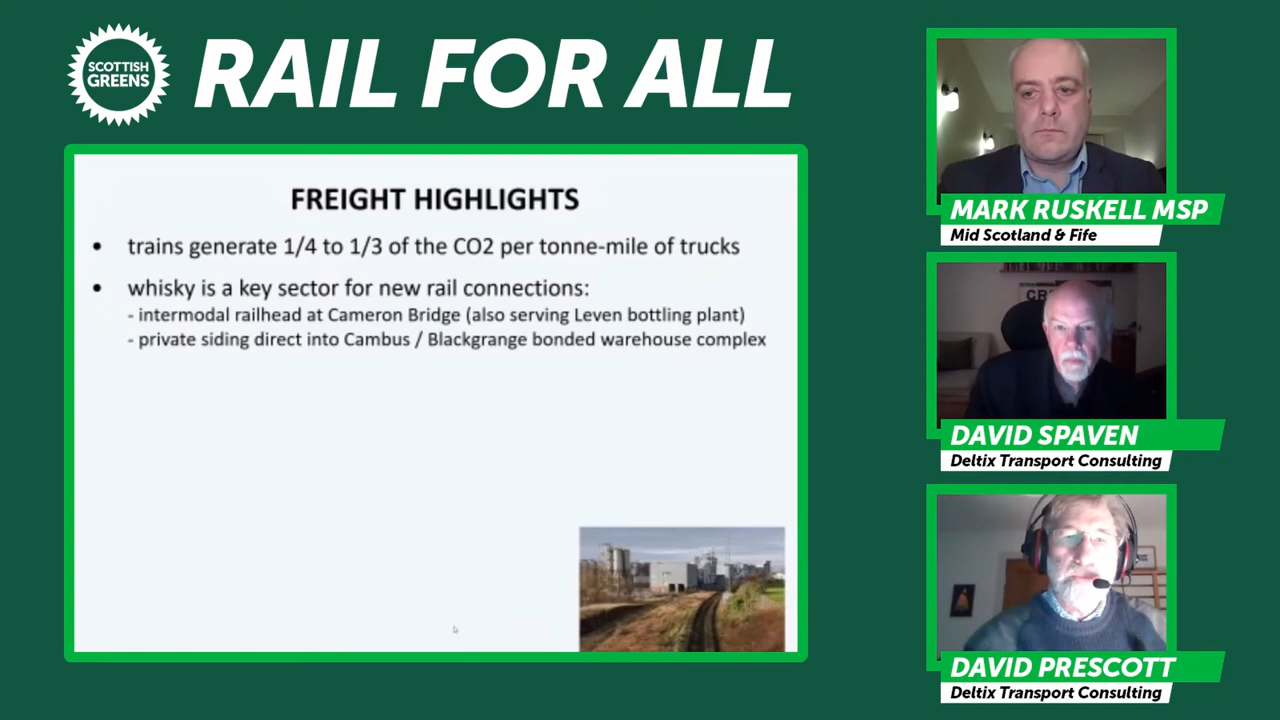 SCOTTISH
GREENS
RAIL FOR ALL
FREIGHT HIGHLIGHTS
• trains generate 1/4 to 1/3 of the CO2 per tonne-mile of trucks
• whisky is a key sector for new rail connections:
- intermodal railhead at Cameron Bridge (also serving Leven bottling plant)
- private siding direct into Cambus / Blackgrange bonded warehouse complex
MARK RUSKELL MSP
Mid Scotland & Fife
DAVID SPAVEN
Deltix Transport Consulting
DAVID PRESCOTT
Deltix Transport Consulting